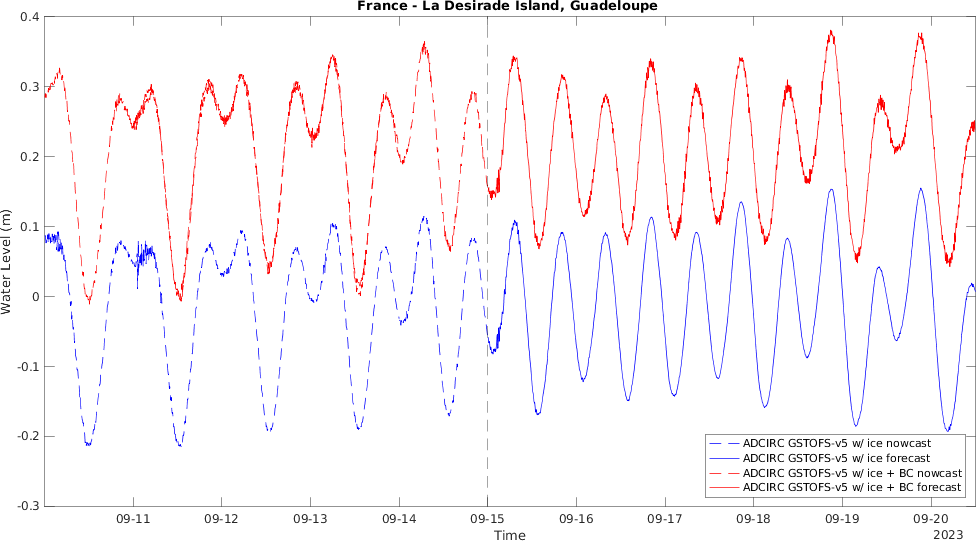 France - La Desirade Island, Guadeloupe
0.4
0.3
0.2
0.1
0
-0.1
-0.2
-0.3
Water Level (m)
ADCIRC GSTOFS-v5 w/ ice nowcast
ADCIRC GSTOFS-v5 w/ ice forecast
ADCIRC GSTOFS-v5 w/ ice + BC nowcast
ADCIRC GSTOFS-v5 w/ ice + BC forecast
09-11 09-12 09-13 09-14 09-15 09-16 09-17 09-18 09-19 09-20
Time
2023